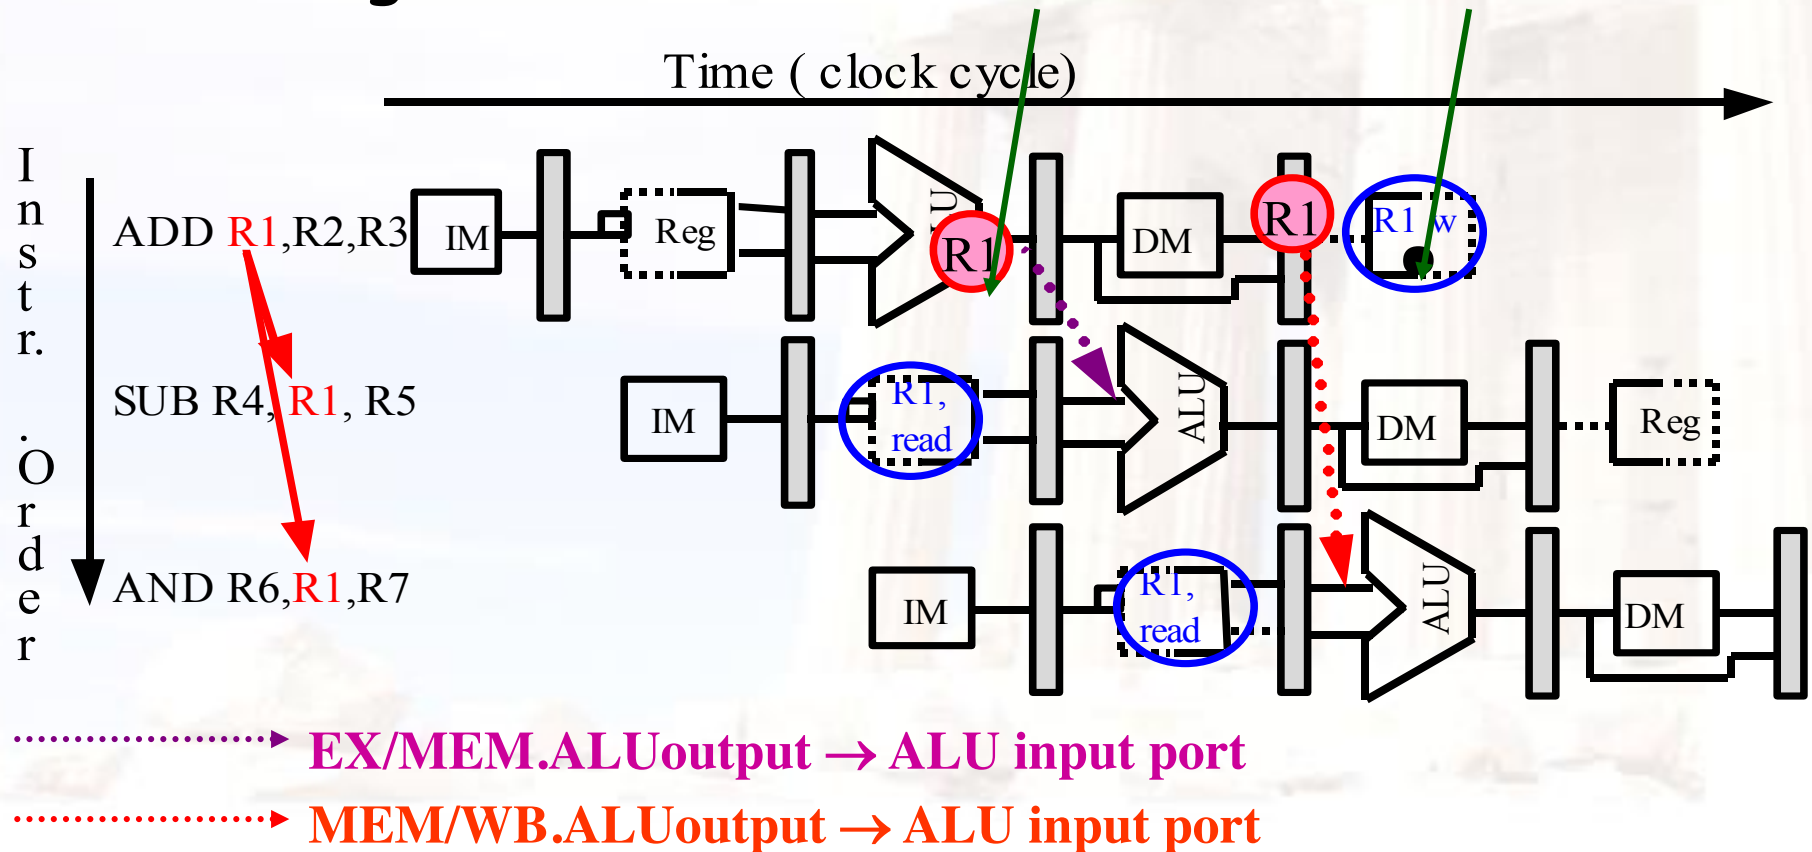 Time ( clock cycle)
Instr. Order
ADD R1,R2,R3
IM
Reg
R1
DM
R1
R1 w
SUB R4, R1, R5
IM
R1,
read
ALU
DM
Reg
AND R6,R1,R7
IM
R1,
read
ALU
DM
EX/MEM.ALUoutput → ALU input port
MEM/WB.ALUoutput → ALU input port